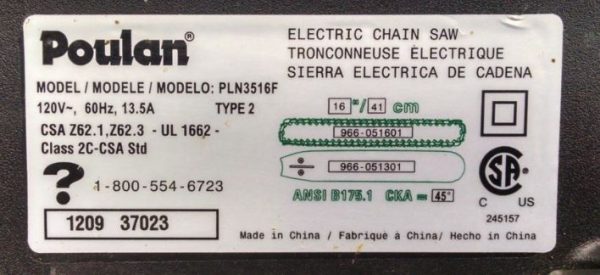 Poulan®
ELECTRIC CHAIN SAW
TRONCONNEUSE ÉLECTRIQUE
SIERRA ELECTRICA DE CADENA
MODEL / MODELE / MODELO: PLN3516F
120V~, 60Hz, 13.5A TYPE 2
CSA Z62.1,Z62.3 - UL 1662 -
Class 2C-CSA Std
? 1-800-554-6723
1209 37023
16 "/ 41 cm
966-051601
÷ 966-051301
ANSI B175.1 CKA = 45°
CSA
®
C US
245157
Made in China / Fabriqué à China/ Hecho in China